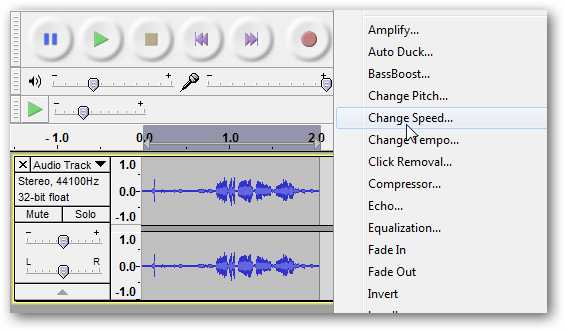 Amplify...
Auto Duck...
BassBoost...
Change Pitch...
Change Speed...
Change Tempo...
Click Removal...
Compressor...
Echo...
Equalization...
Fade In
Fade Out
Invert
- +
- +
- +
- 1.0 0.0 1.0 2.0
X Audio Track
Stereo, 44100Hz
32-bit float
Mute Solo
- +
L R
1.0
0.0-
-1.0
1.0
0.0-
-1.0